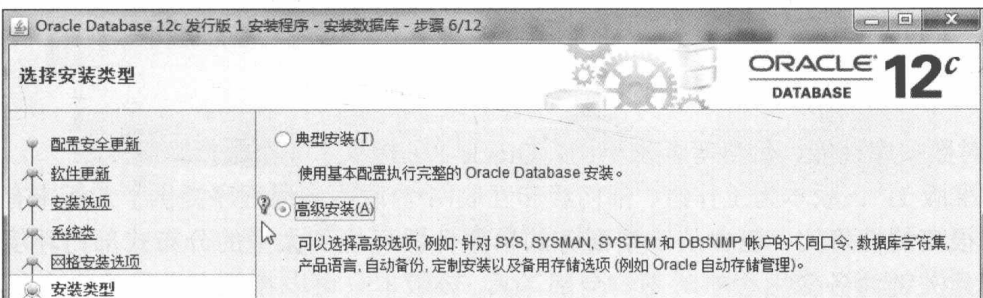 Oracle Database 12c 发行版 1 安装程序 - 安装数据库 - 步骤 6/12
选择安装类型
ORACLE
DATABASE
12c
配置安全更新
软件更新
安装选项
系统类
网格安装选项
安装类型
典型安装(T)
使用基本配置执行完整的 Oracle Database 安装。
高级安装(A)
可以选择高级选项, 例如: 针对 SYS, SYSMAN, SYSTEM 和 DBSNMP 帐户的不同口令, 数据库字符集,
产品语言, 自动备份, 定制安装以及备用存储选项 (例如 Oracle 自动存储管理)。